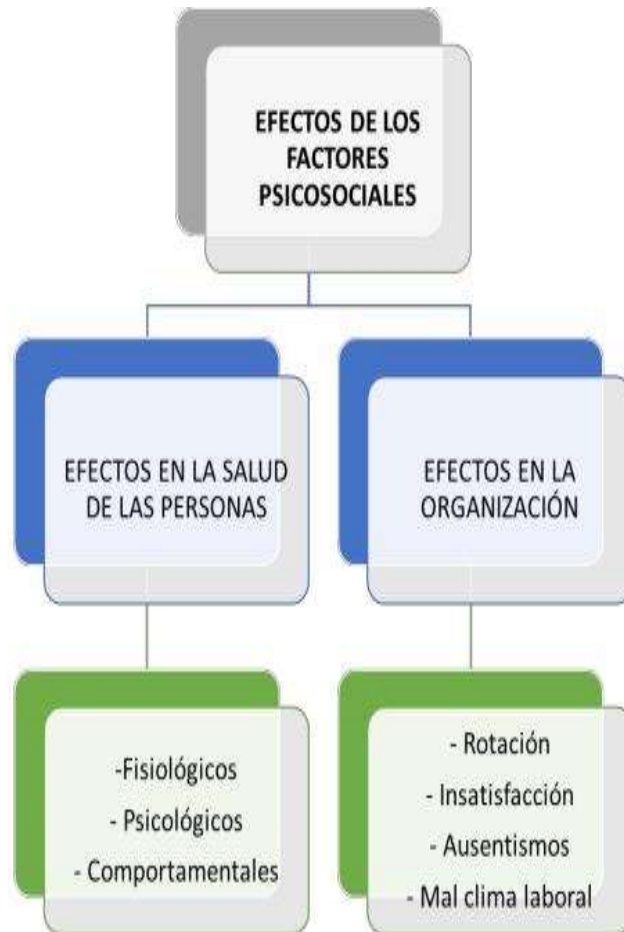 EFECTOS DE LOS
FACTORES
PSICOSOCIALES
EFECTOS EN LA SALUD
DE LAS PERSONAS
EFECTOS EN LA
ORGANIZACIÓN
-Fisiológicos
- Psicológicos
- Comportamentales
- Rotación
- Insatisfacción
- Ausentismos
- Mal clima laboral